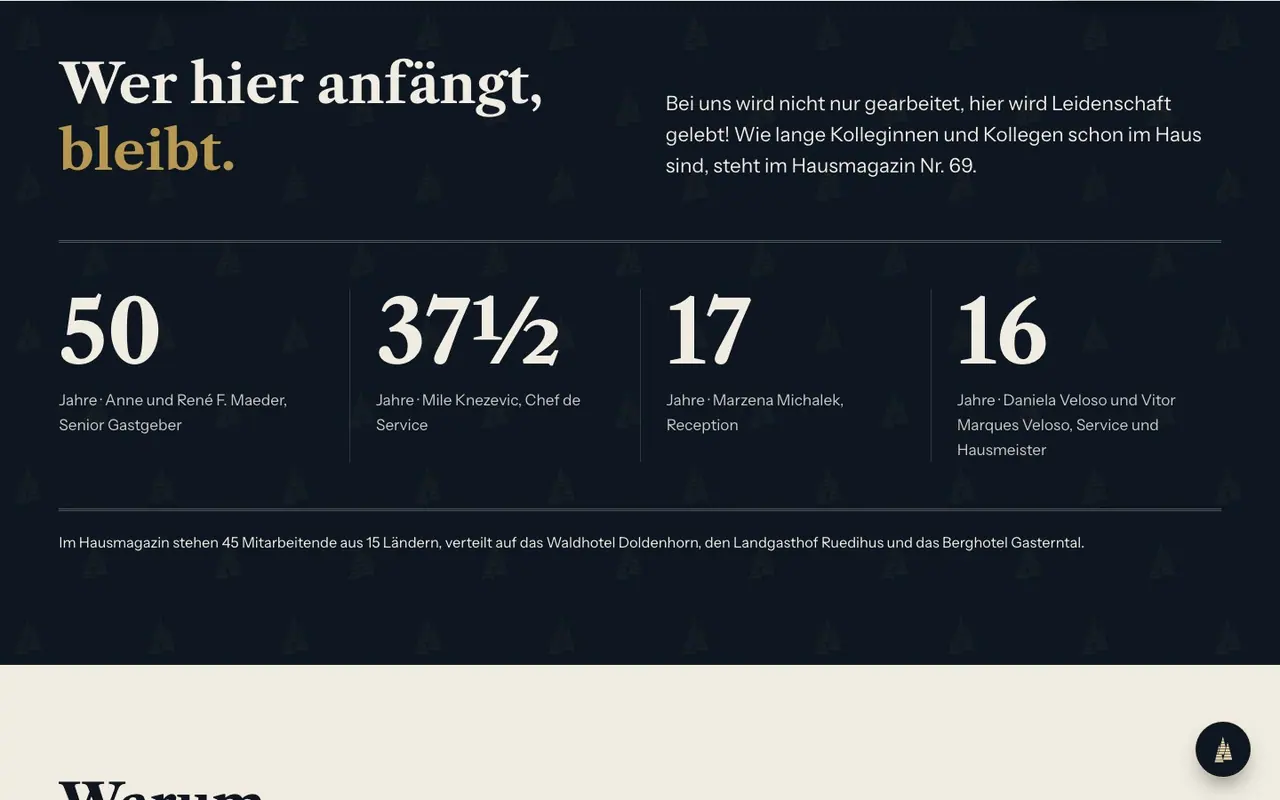 Wer hier anfängt,
bleibt.
Bei uns wird nicht nur gearbeitet, hier wird Leidenschaft
gelebt! Wie lange Kolleginnen und Kollegen schon im Haus
sind, steht im Hausmagazin Nr. 69.
50
Jahre · Anne und René F. Maeder,
Senior Gastgeber
37½
Jahre · Mile Knezevic, Chef de
Service
17
Jahre · Marzena Michalek,
Reception
16
Jahre · Daniela Veloso und Vitor
Marques Veloso, Service und
Hausmeister
Im Hausmagazin stehen 45 Mitarbeitende aus 15 Ländern, verteilt auf das Waldhotel Doldenhorn, den Landgasthof Ruedihus und das Berghotel Gasterntal.
Warum